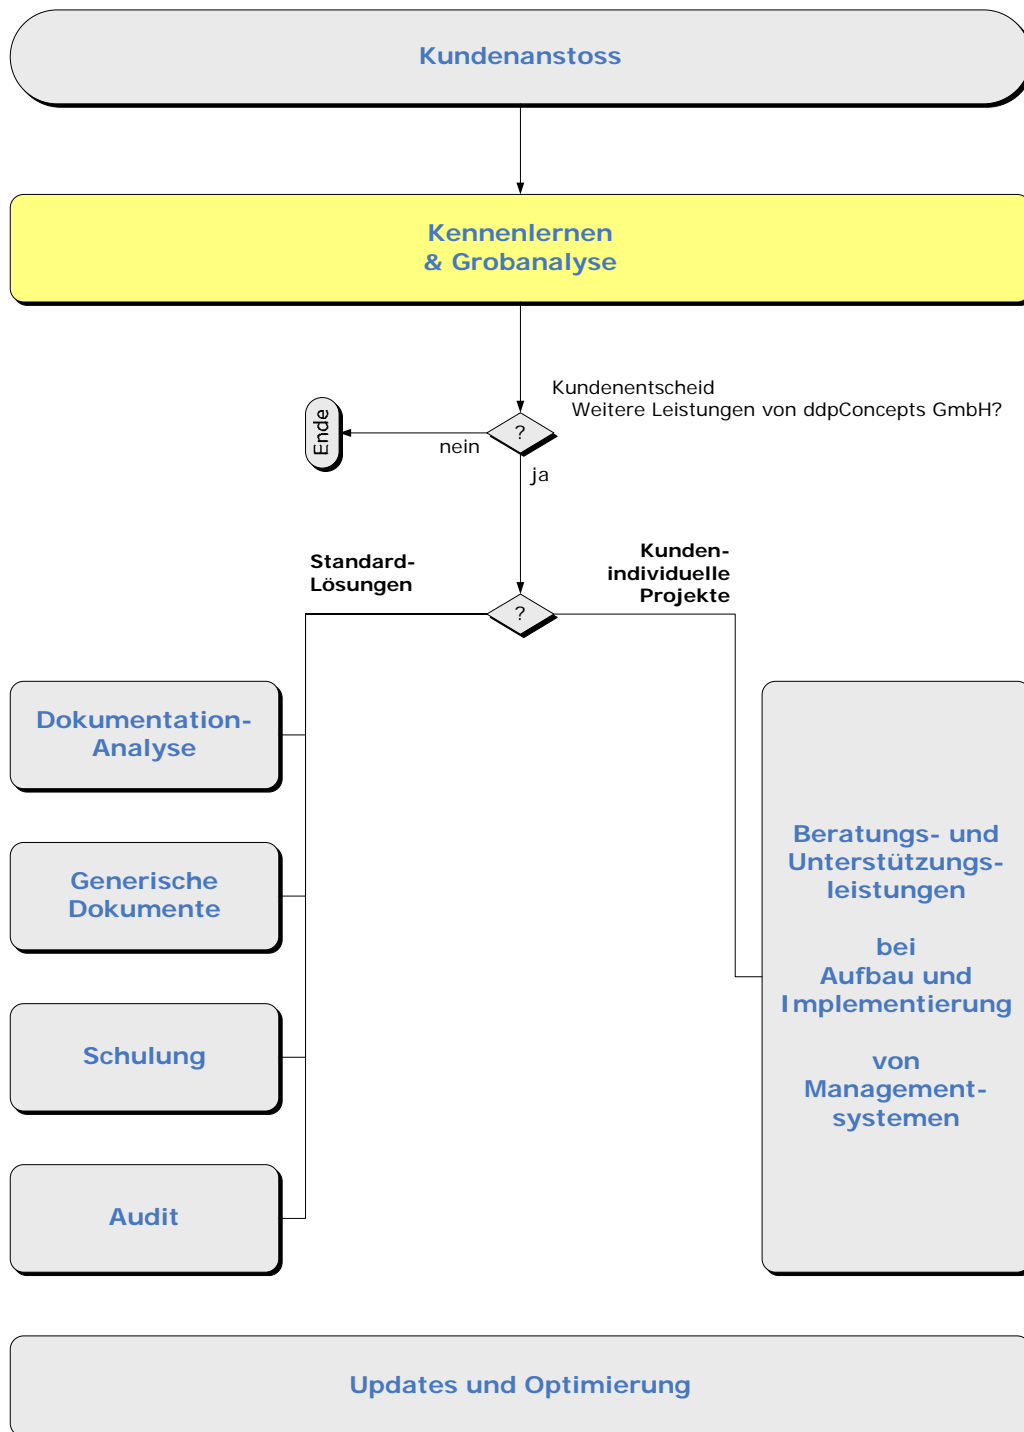 Kundenanstoss
Kennenlernen
& Grobanalyse
Kundenentscheid
Weitere Leistungen von ddpConcepts GmbH?
Ende
?
nein
ja
Standard-
Lösungen
Kunden-
individuelle
Projekte
?
Dokumentation-
Analyse
Generische
Dokumente
Schulung
Audit
Beratungs- und
Unterstützungs-
leistungen
bei
Aufbau und
Implementierung
von
Management-
systemen
Updates und Optimierung